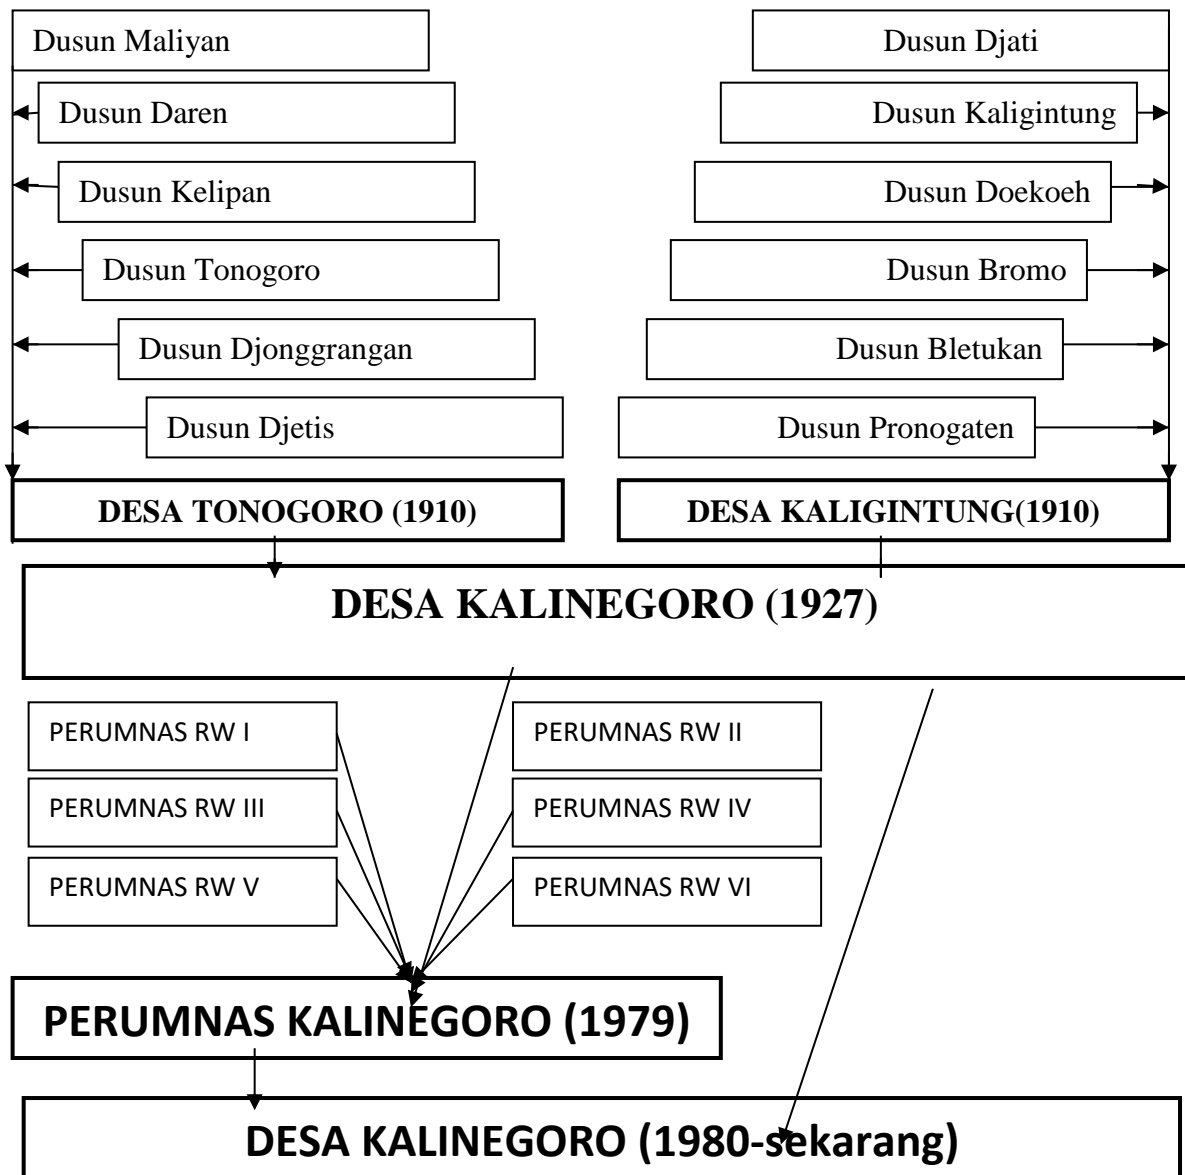 Dusun Maliyan
Dusun Djati
Dusun Daren
Dusun Kaligintung
Dusun Kelipan
Dusun Doekoeh
Dusun Tonogoro
Dusun Bromo
Dusun Djonggrangan
Dusun Bletukan
Dusun Djetis
Dusun Pronogaten
DESA TONOGORO (1910)
DESA KALIGINTUNG(1910)
DESA KALINEGORO (1927)
PERUMNAS RW I
PERUMNAS RW II
PERUMNAS RW III
PERUMNAS RW IV
PERUMNAS RW V
PERUMNAS RW VI
PERUMNAS KALINEGORO (1979)
DESA KALINEGORO (1980-sekarang)